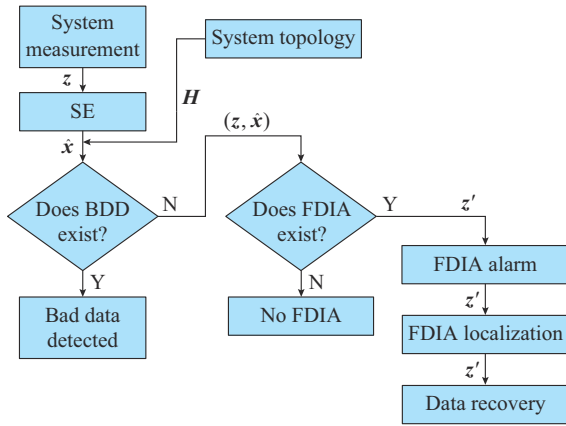 System
measurement
System topology
z
SE
H
x̂
(z, x̂)
Does BDD
exist?
N
Does FDIA
exist?
Y
z′
FDIA alarm
Y
N
z′
Bad data
detected
No FDIA
FDIA localization
z′
Data recovery